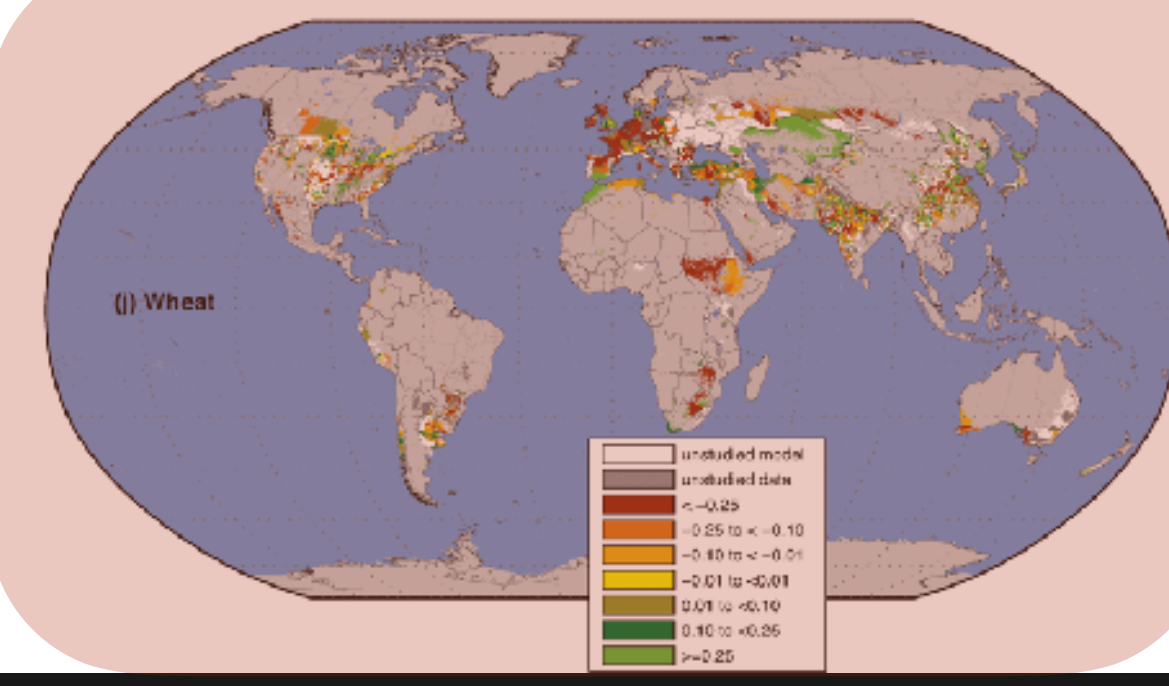 (j) Wheat
unstudied model
unstudied data
< -0.25
-0.25 to < -0.10
-0.10 to < -0.01
-0.01 to <0.01
0.01 to <0.10
0.10 to <0.25
>=0.25